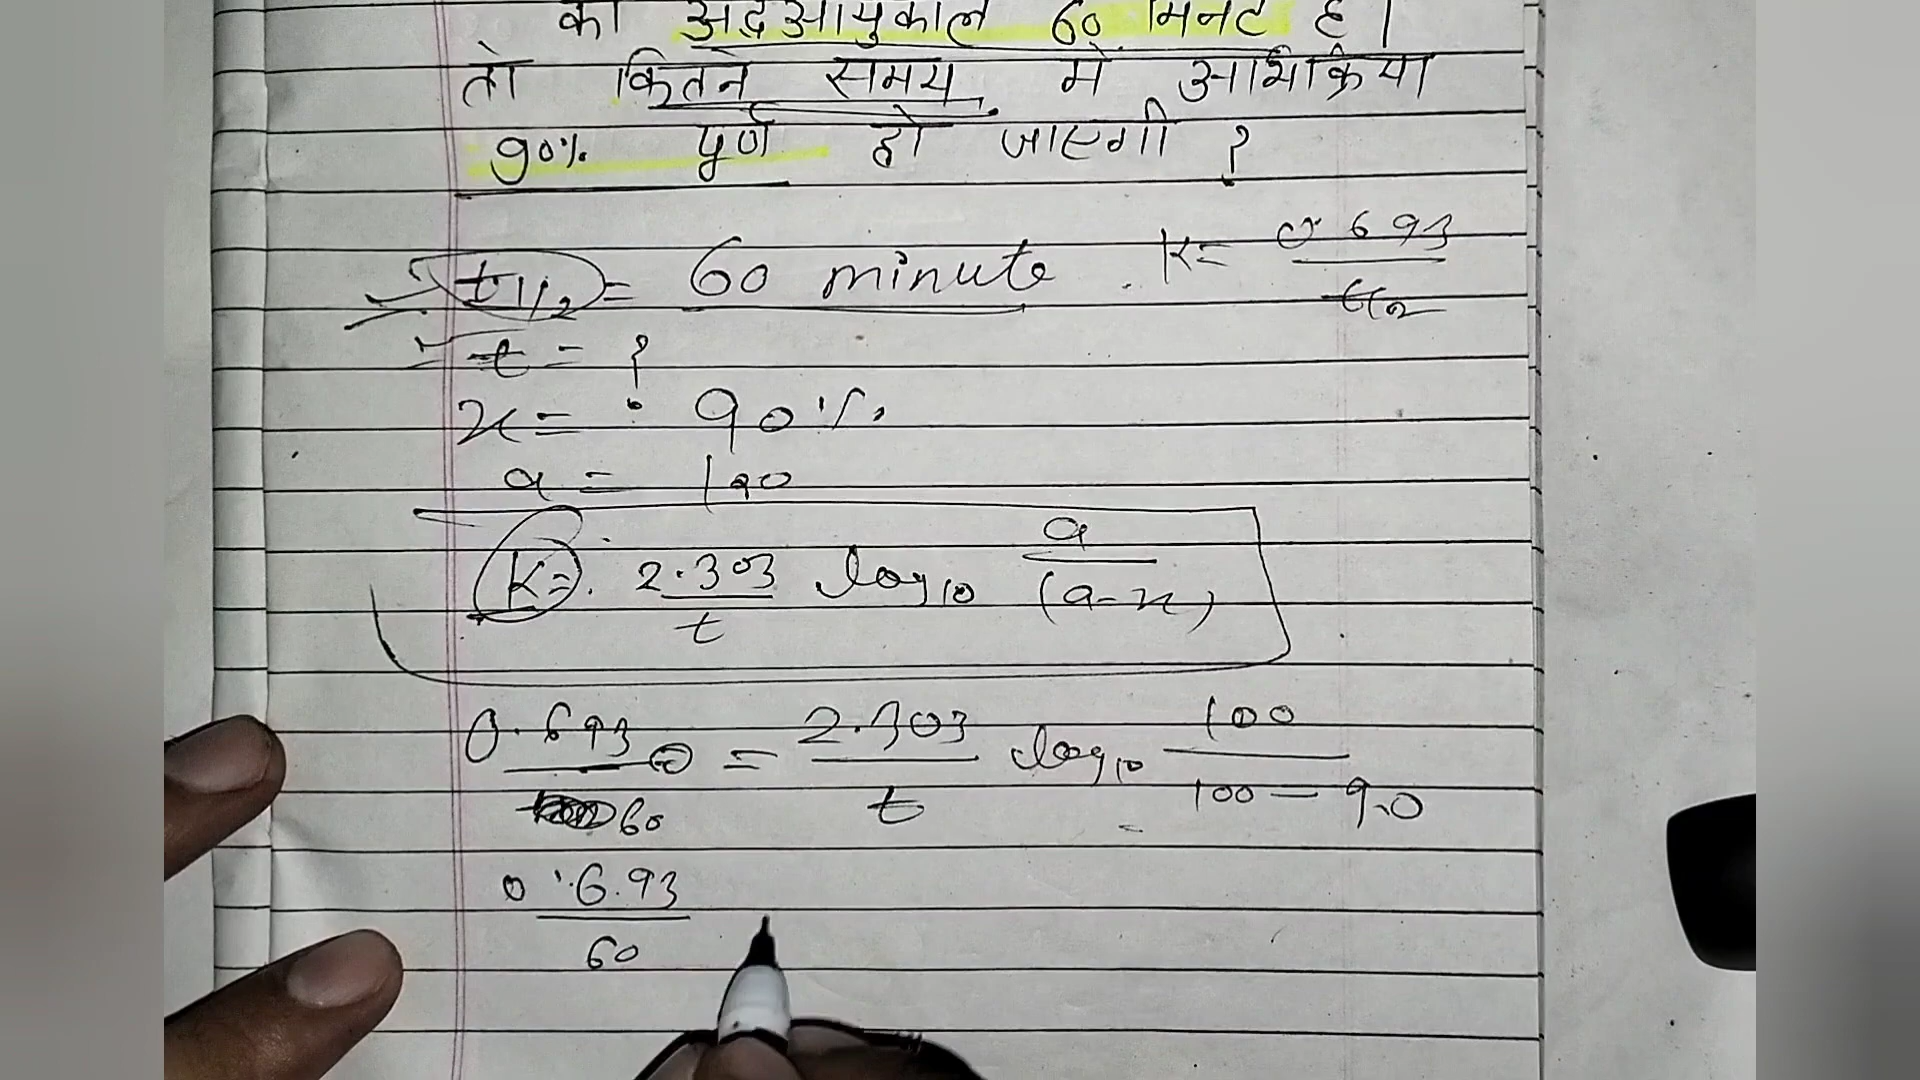 का अर्द्धआयुकाल 60 मिनट है।
तो कितने समय में अभिक्रिया
90% पूर्ण हो जाएगी ?
t1/2 = 60 minute . K = 0.693 / t1/2
t = ?
x = 90%
a = 100
K = 2.303 / t log10 a / (a-x)
0.693 / 60 = 2.303 / t log10 100 / 100 - 90
0.693 / 60